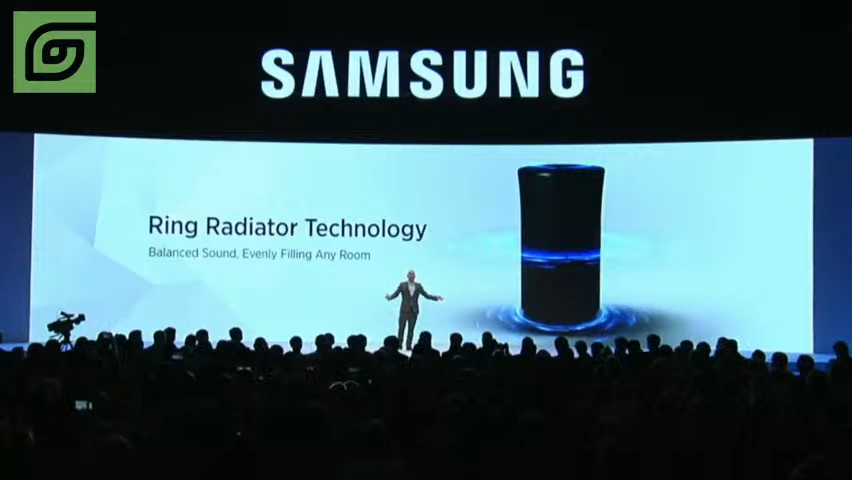 SAMSUNG
Ring Radiator Technology
Balanced Sound, Evenly Filling Any Room